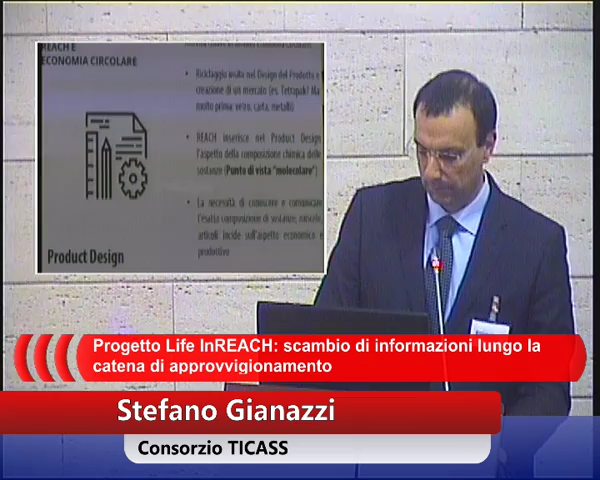 REACH E
ECONOMIA CIRCOLARE
• Riciclaggio aiuta nel Design del Prodotto e
creazione di un mercato (es. Tetrapak? Ma
molto prima: vetro, carta, metalli)
• REACH inserisce nel Product Design
l'aspetto della composizione chimica delle
sostanze (Punto di vista "molecolare")
• La necessità di conoscere e comunicare
l'esatta composizione di sostanze, miscele,
articoli incide sull'aspetto economico e
produttivo
Product Design
Progetto Life InREACH: scambio di informazioni lungo la
catena di approvvigionamento
Stefano Gianazzi
Consorzio TICASS